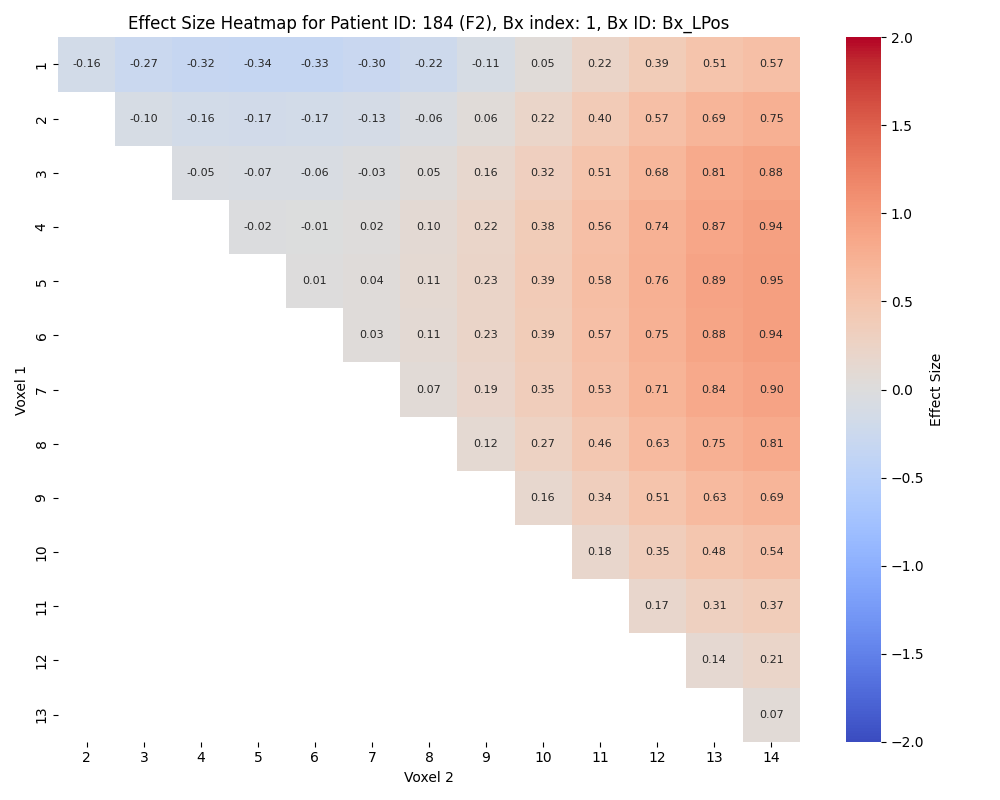 Effect Size Heatmap for Patient ID: 184 (F2), Bx index: 1, Bx ID: Bx_LPos
1 -0.16 -0.27 -0.32 -0.34 -0.33 -0.30 -0.22 -0.11 0.05 0.22 0.39 0.51 0.57
2 -0.10 -0.16 -0.17 -0.17 -0.13 -0.06 0.06 0.22 0.40 0.57 0.69 0.75
3 -0.05 -0.07 -0.06 -0.03 0.05 0.16 0.32 0.51 0.68 0.81 0.88
4 -0.02 -0.01 0.02 0.10 0.22 0.38 0.56 0.74 0.87 0.94
5 0.01 0.04 0.11 0.23 0.39 0.58 0.76 0.89 0.95
6 0.03 0.11 0.23 0.39 0.57 0.75 0.88 0.94
7 0.07 0.19 0.35 0.53 0.71 0.84 0.90
8 0.12 0.27 0.46 0.63 0.75 0.81
9 0.16 0.34 0.51 0.63 0.69
10 0.18 0.35 0.48 0.54
11 0.17 0.31 0.37
12 0.14 0.21
13 0.07
2 3 4 5 6 7 8 9 10 11 12 13 14
Voxel 2
Voxel 1
2.0
1.5
1.0
0.5
0.0
−0.5
−1.0
−1.5
−2.0
Effect Size